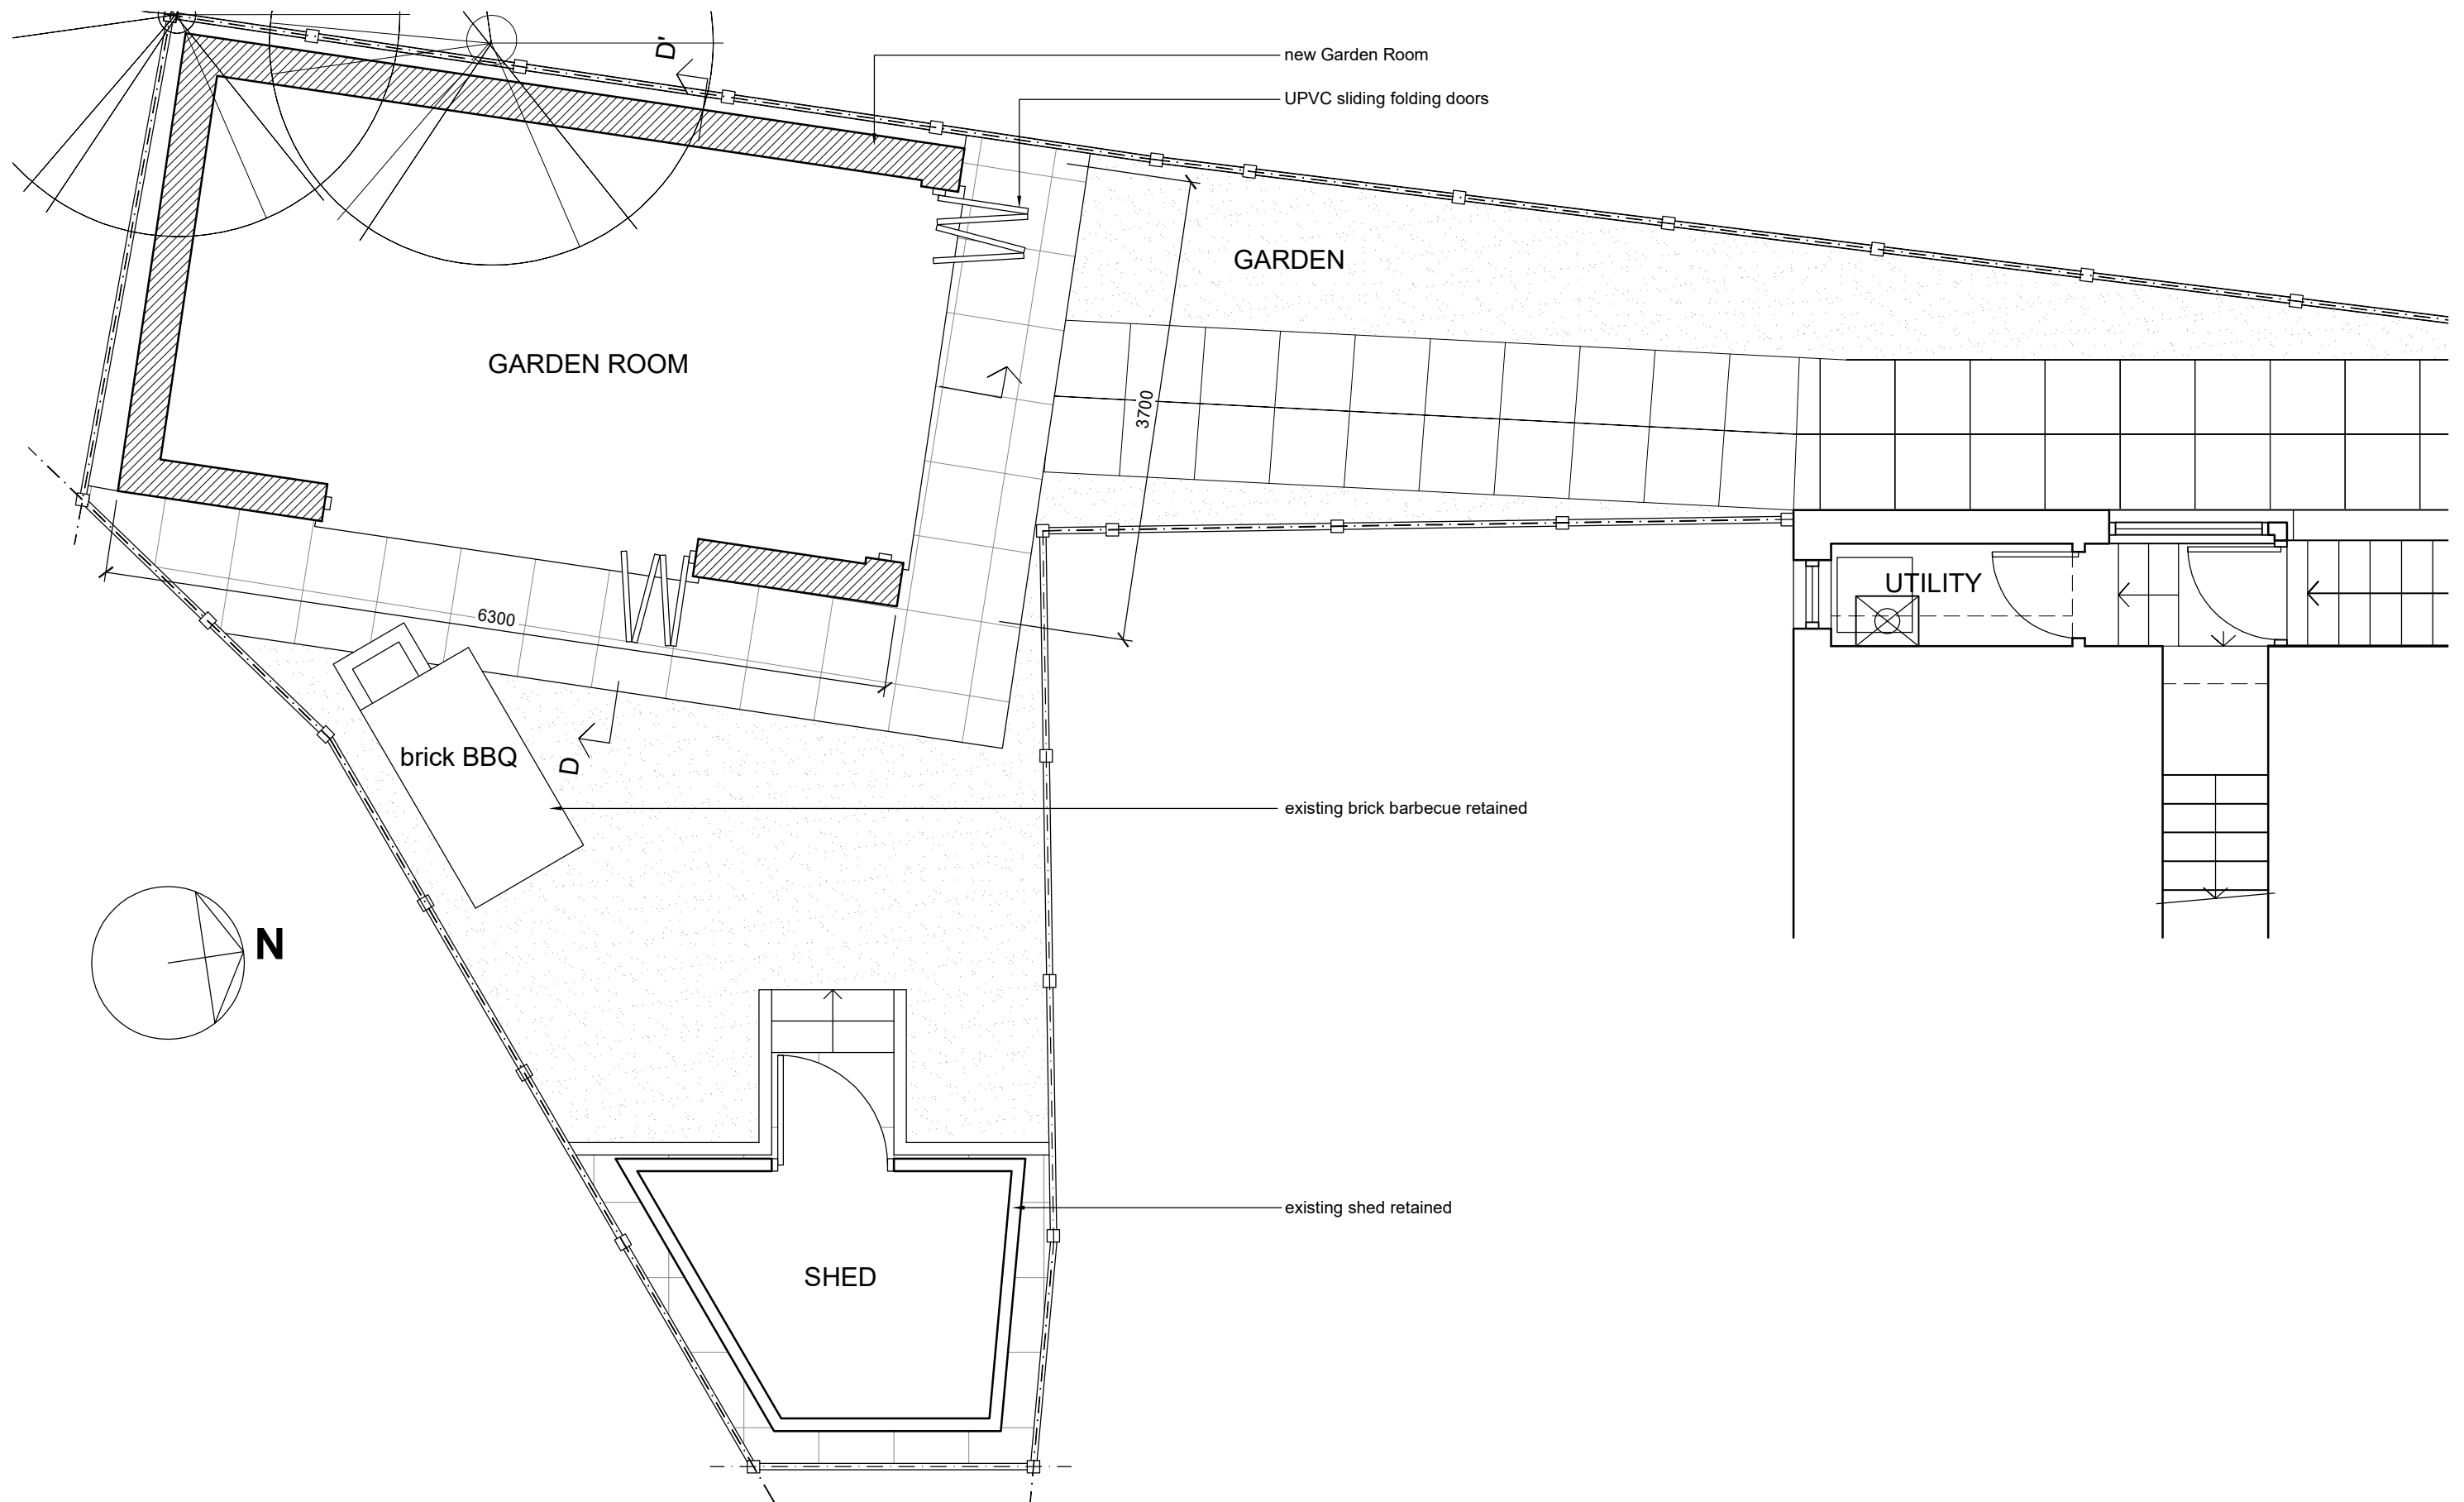 D'
new Garden Room
UPVC sliding folding doors
GARDEN
GARDEN ROOM
3700
UTILITY
6300
brick BBQ
D
existing brick barbecue retained
N
existing shed retained
SHED